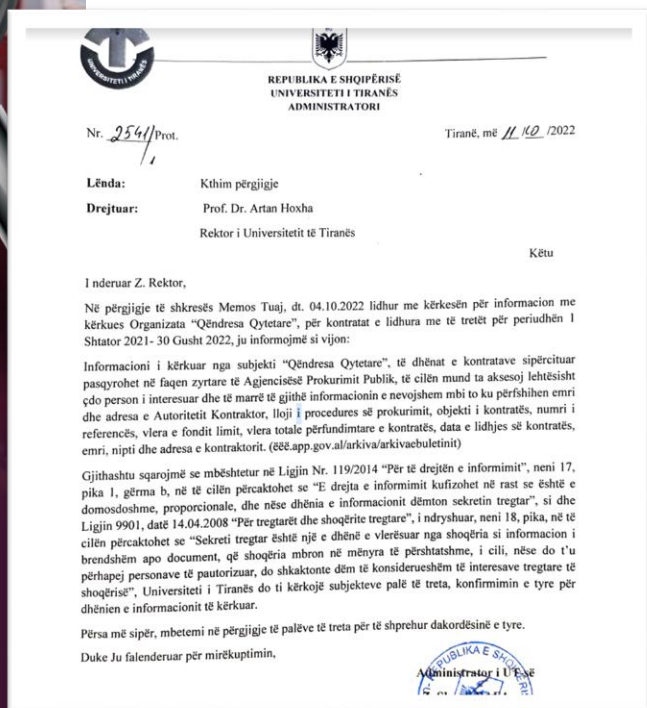 UNIVERSITETI I TIRANËS
REPUBLIKA E SHQIPËRISË
UNIVERSITETI I TIRANËS
ADMINISTRATORI
Nr. 2541/1 Prot.
Tiranë, më 11/10/2022
Lënda: Kthim përgjigje
Drejtuar: Prof. Dr. Artan Hoxha
Rektor i Universitetit të Tiranës
Këtu
I nderuar Z. Rektor,
Në përgjigje të shkresës Memos Tuaj, dt. 04.10.2022 lidhur me kërkesën për informacion me
kërkues Organizata "Qëndresa Qytetare", për kontratat e lidhura me të tretët për periudhën 1
Shtator 2021- 30 Gusht 2022, ju informojmë si vijon:
Informacioni i kërkuar nga subjekti "Qëndresa Qytetare", të dhënat e kontratave sipërcituar
pasqyrohet në faqen zyrtare të Agjencisësë Prokurimit Publik, të cilën mund ta aksesoj lehtësisht
çdo person i interesuar dhe të marrë të gjithë informacionin e nevojshëm mbi to ku përfshihen emri
dhe adresa e Autoritetit Kontraktor, lloji i procedures së prokurimit, objekti i kontratës, numri i
referencës, vlera e fondit limit, vlera totale përfundimtare e kontratës, data e lidhjes së kontratës,
emri, nipti dhe adresa e kontraktorit. (ëëë.app.gov.al/arkiva/arkivaebuletinit)
Gjithashtu sqarojmë se mbështetur në Ligjin Nr. 119/2014 "Për të drejtën e informimit", neni 17,
pika 1, gërma b, në të cilën përcaktohet se "E drejta e informimit kufizohet në rast se është e
domosdoshme, proporcionale, dhe nëse dhënia e informacionit dëmton sekretin tregtar", si dhe
Ligjin 9901, datë 14.04.2008 "Për tregtarët dhe shoqëritë tregtare", i ndryshuar, neni 18, pika, në të
cilën përcaktohet se "Sekreti tregtar është një e dhënë e vlerësuar nga shoqëria si informacion i
brendshëm apo document, që shoqëria mbron në mënyra të përshtatshme, i cili, nëse do t'u
përhapej personave të pautorizuar, do shkaktonte dëm të konsiderueshëm të interesave tregtare të
shoqërisë", Universiteti i Tiranës do ti kërkojë subjekteve palë të treta, konfirmimin e tyre për
dhënien e informacionit të kërkuar.
Përsa më sipër, mbetemi në përgjigje të palëve të treta për të shprehur dakordësinë e tyre.
Duke Ju falenderuar për mirëkuptimin,
REPUBLIKA E SHQI
Administrator i UT-së